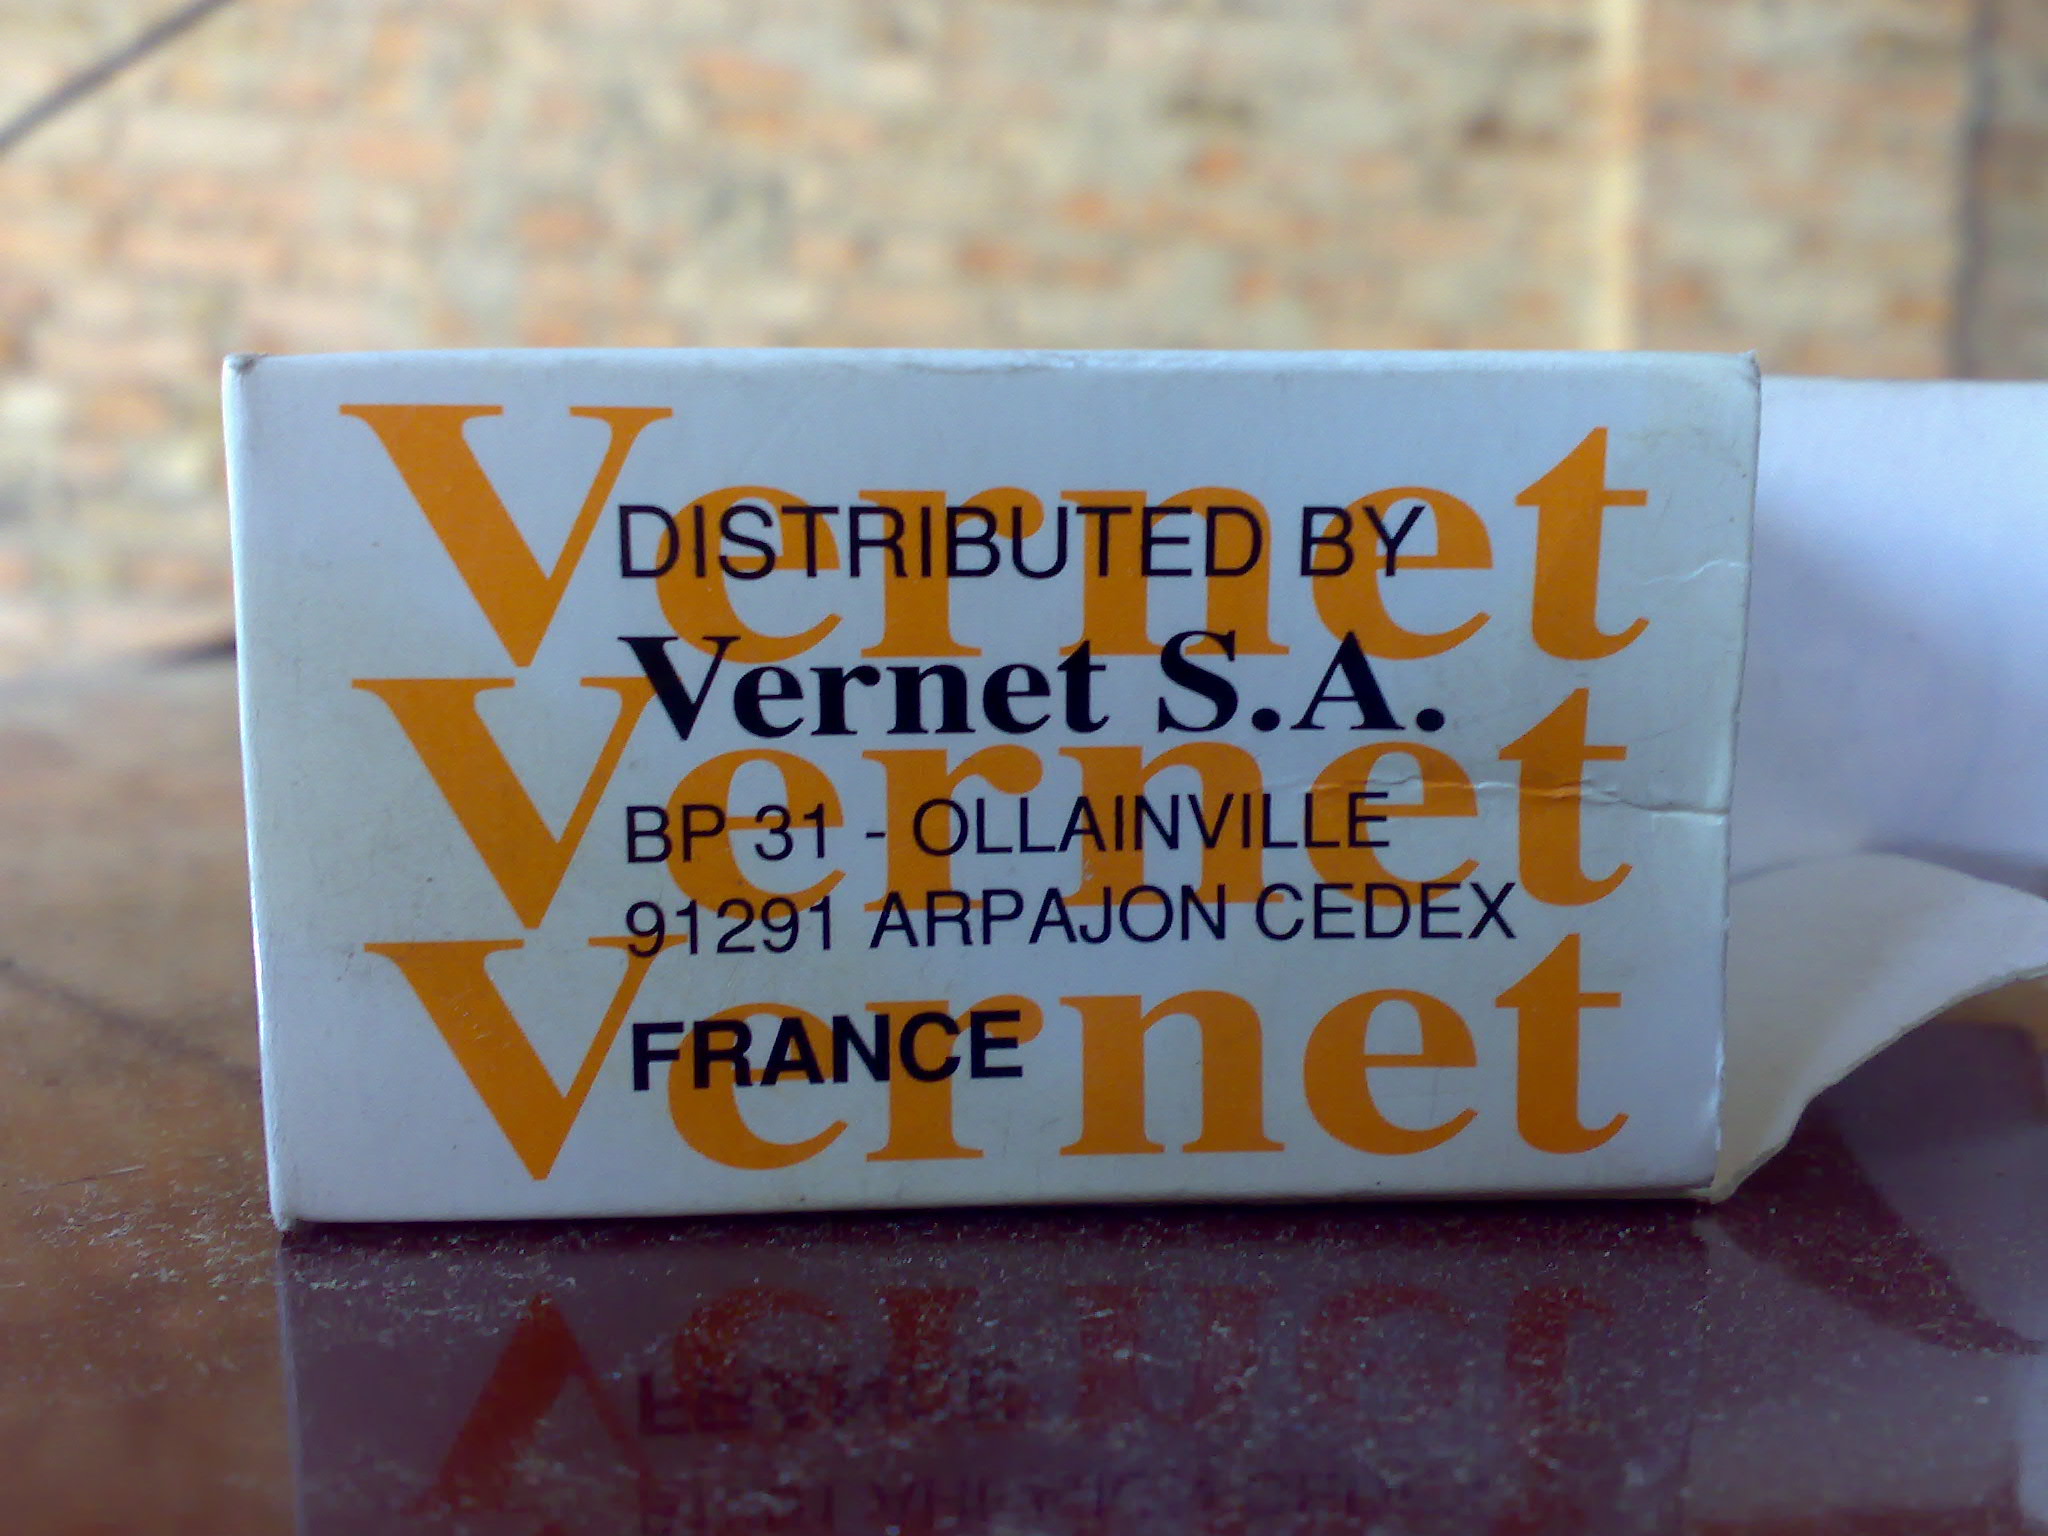 Vernet
DISTRIBUTED BY
Vernet S.A.
Vernet
BP 31 - OLLAINVILLE
91291 ARPAJON CEDEX
Vernet
FRANCE